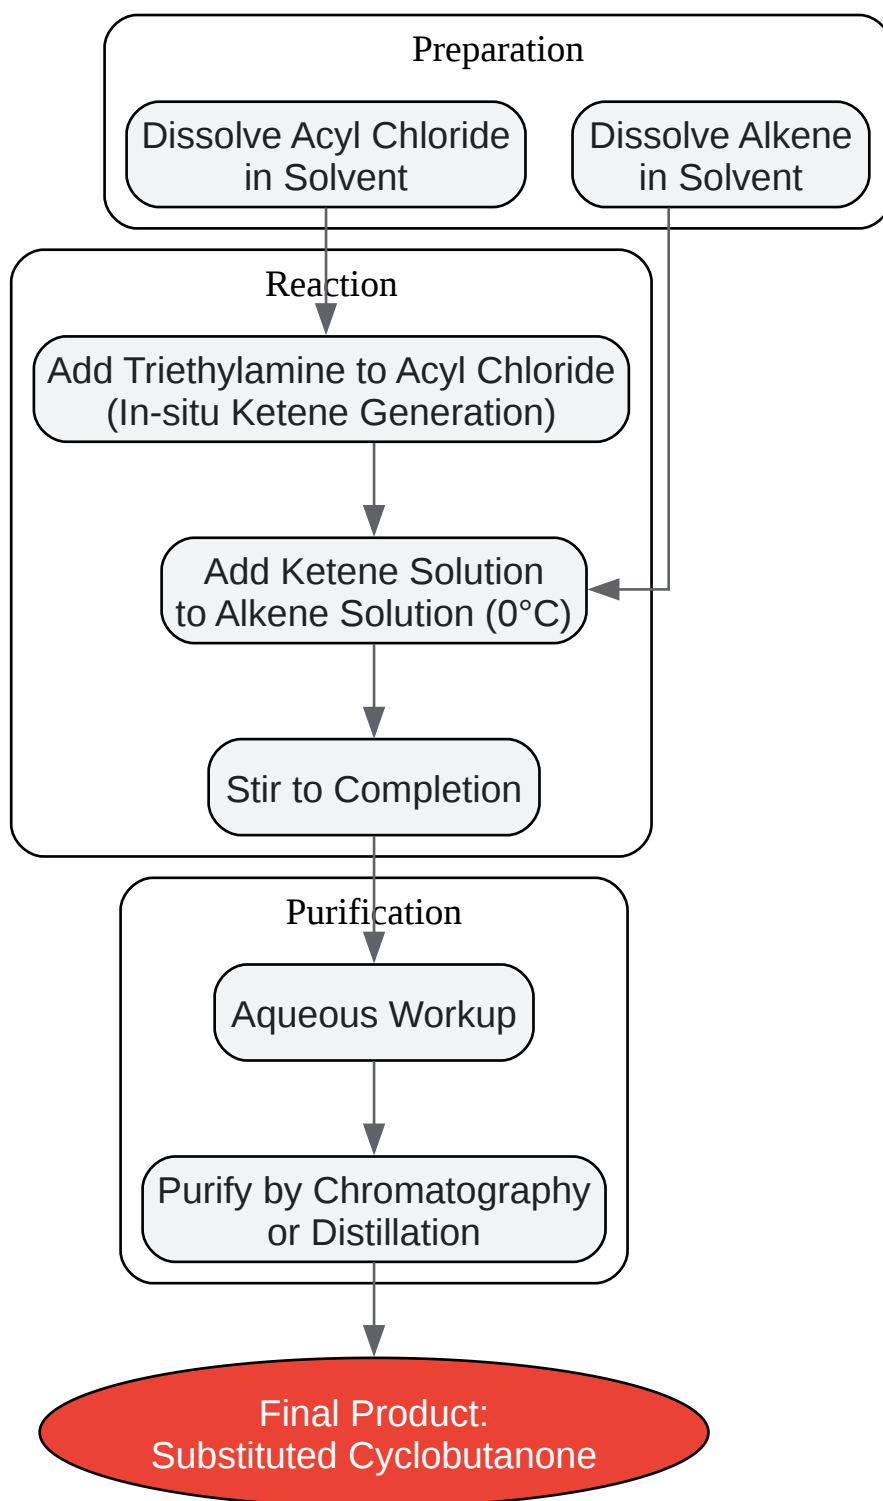 Preparation
Dissolve Acyl Chloride
in Solvent
Dissolve Alkene
in Solvent
Reaction
Add Triethylamine to Acyl Chloride
(In-situ Ketene Generation)
Add Ketene Solution
to Alkene Solution (0°C)
Stir to Completion
Purification
Aqueous Workup
Purify by Chromatography
or Distillation
Final Product:
Substituted Cyclobutanone